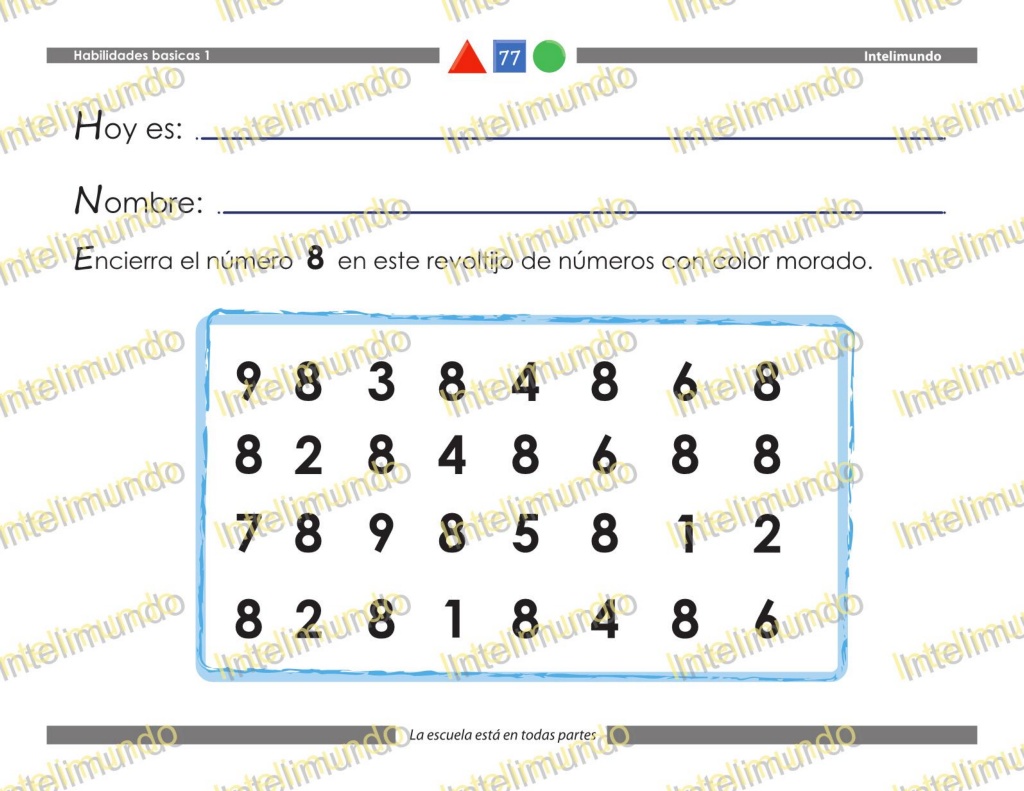 Habilidades basicas 1 77 Intelimundo
Hoy es:
Nombre:
Encierra el número 8 en este revoltijo de números con color morado.
9 8 3 8 4 8 6 8
8 2 8 4 8 6 8 8
7 8 9 8 5 8 1 2
8 2 8 1 8 4 8 6
La escuela está en todas partes